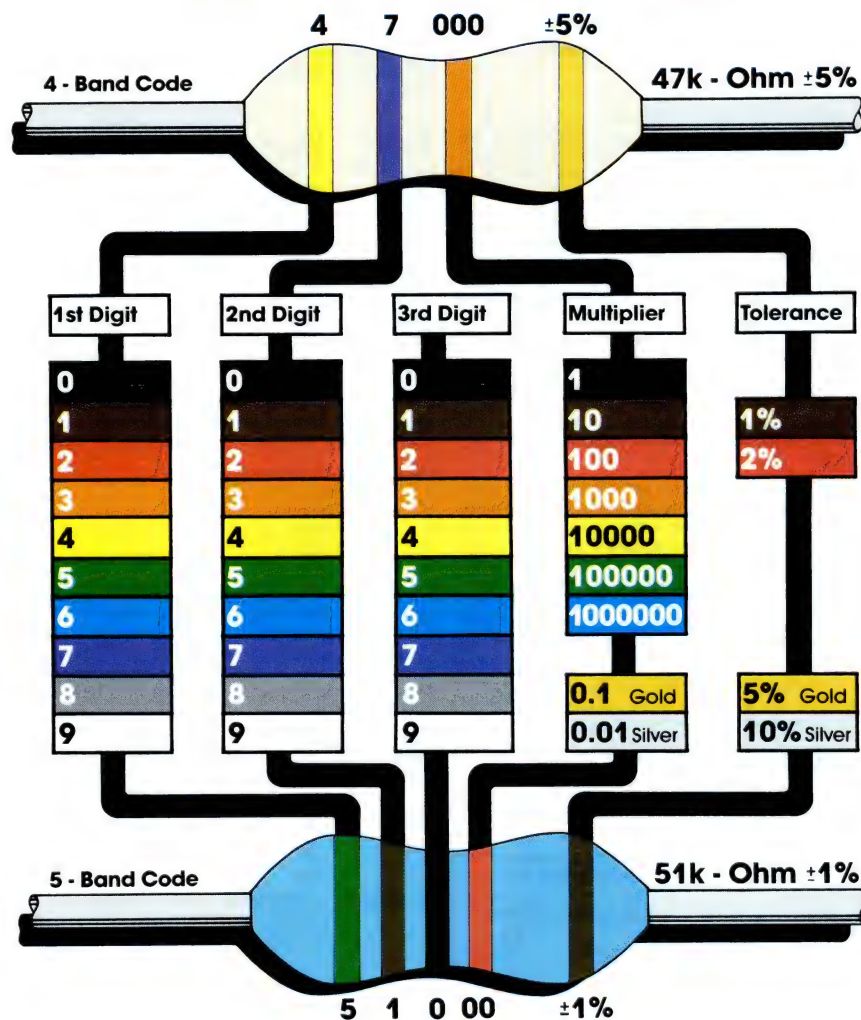 4 7 000 ±5%
4 - Band Code
47k - Ohm ±5%
1st Digit 2nd Digit 3rd Digit Multiplier Tolerance
0 0 0 1
1 1 1 10 1%
2 2 2 100 2%
3 3 3 1000
4 4 4 10000
5 5 5 100000
6 6 6 1000000
7 7 7
8 8 8 0.1 Gold 5% Gold
9 9 9 0.01 Silver 10% Silver
5 - Band Code
51k - Ohm ±1%
5 1 0 00 ±1%